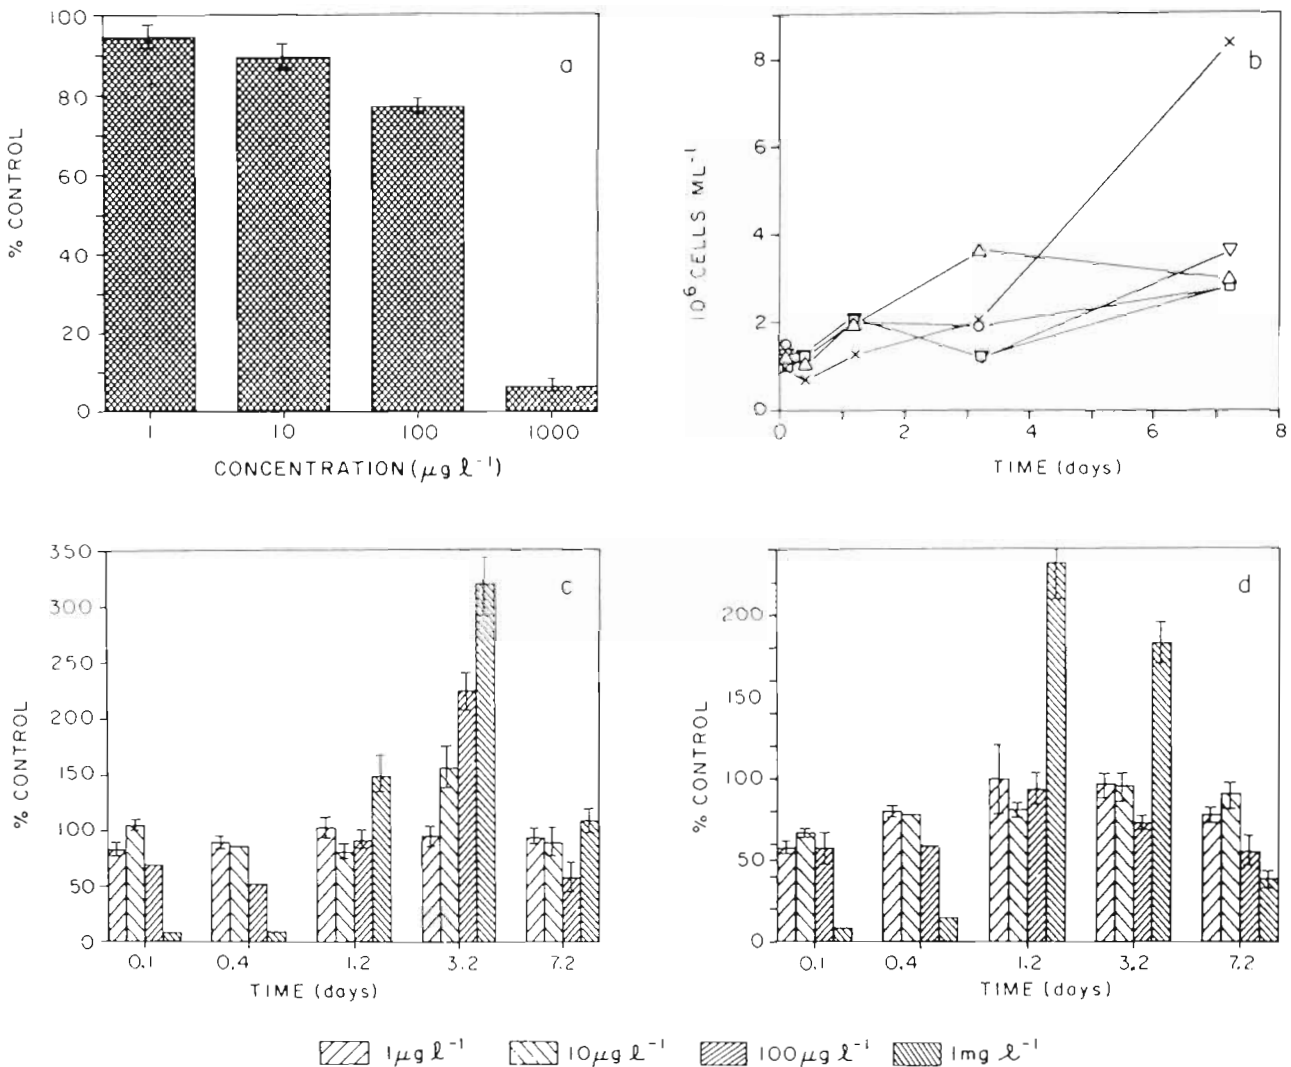 a
% CONTROL
100
80
60
40
20
0
1 10 100 1000
CONCENTRATION (µg ℓ⁻¹)
b
10⁶ CELLS ML⁻¹
8
6
4
2
0
0 2 4 6 8
TIME (days)
c
% CONTROL
350
300
250
200
150
100
50
0
0.1 0.4 1.2 3.2 7.2
TIME (days)
d
% CONTROL
200
150
100
50
0
0.1 0.4 1.2 3.2 7.2
TIME (days)
1µg ℓ⁻¹ 10µg ℓ⁻¹ 100µg ℓ⁻¹ 1mg ℓ⁻¹